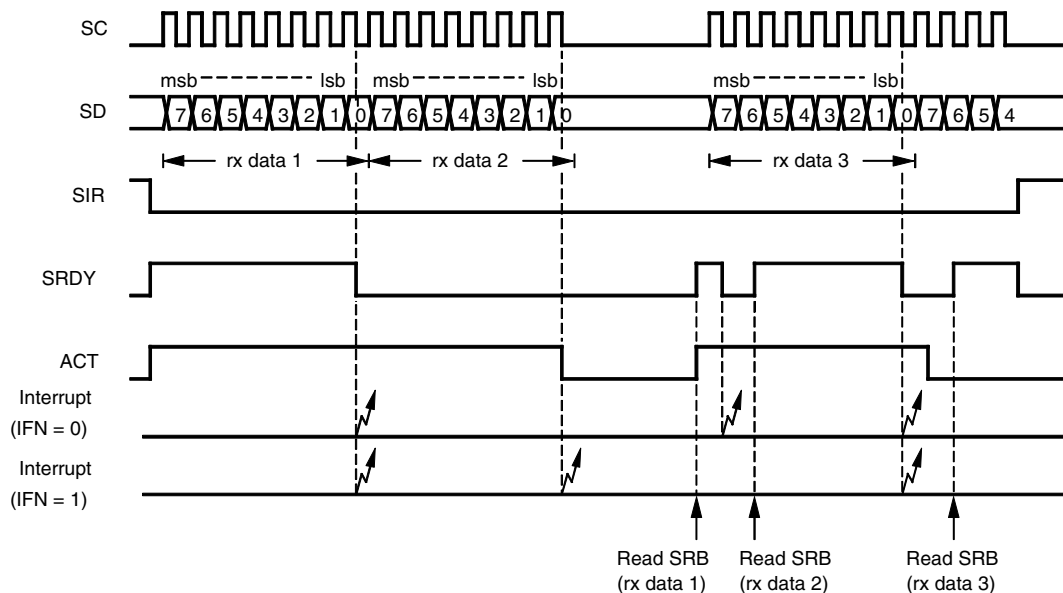 SC
msb lsb msb lsb msb lsb
SD 7 6 5 4 3 2 1 0 7 6 5 4 3 2 1 0 7 6 5 4 3 2 1 0 7 6 5 4
rx data 1 rx data 2 rx data 3
SIR
SRDY
ACT
Interrupt
(IFN = 0)
Interrupt
(IFN = 1)
Read SRB
(rx data 1)
Read SRB
(rx data 2)
Read SRB
(rx data 3)